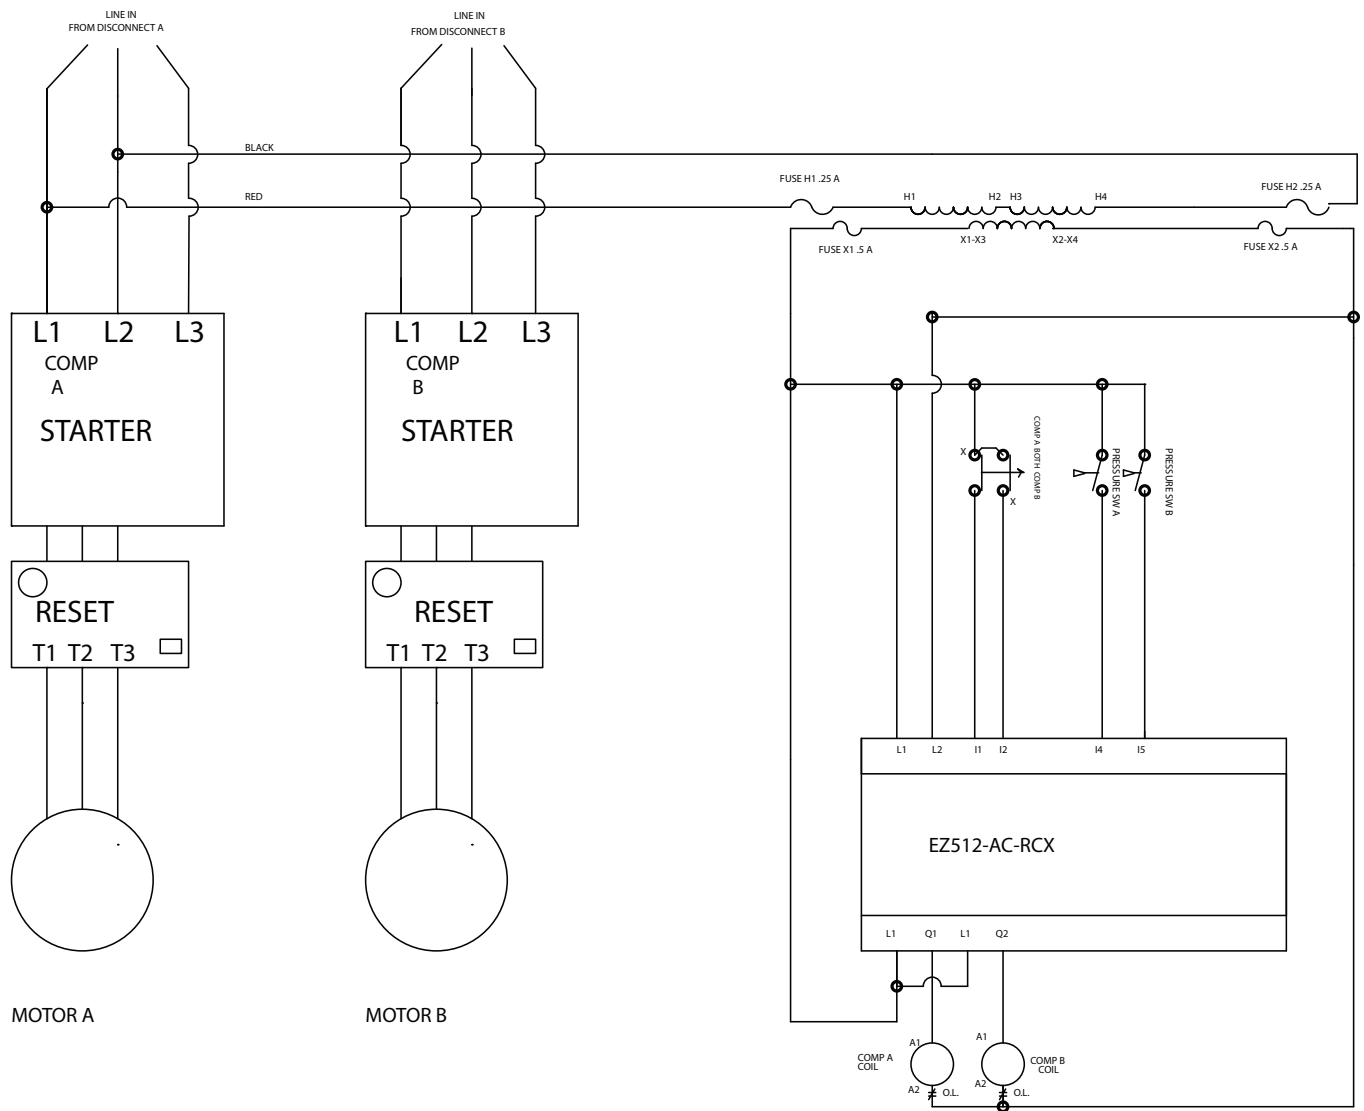 LINE IN
FROM DISCONNECT A
LINE IN
FROM DISCONNECT B
BLACK
RED
FUSE H1 .25 A
H1
H2
H3
H4
FUSE H2 .25 A
FUSE X1 .5 A
X1-X3
X2-X4
FUSE X2 .5 A
L1
L2
L3
COMP
A
STARTER
L1
L2
L3
COMP
B
STARTER
X
COMP A BOTH COMP B
X
PRESSURE SW A
PRESSURE SW B
RESET
T1
T2
T3
RESET
T1
T2
T3
L1
L2
I1
I2
I4
I5
EZ512-AC-RCX
L1
Q1
L1
Q2
MOTOR A
MOTOR B
COMP A
COIL
A1
A2
O.L.
A1
A2
O.L.
COMP B
COIL